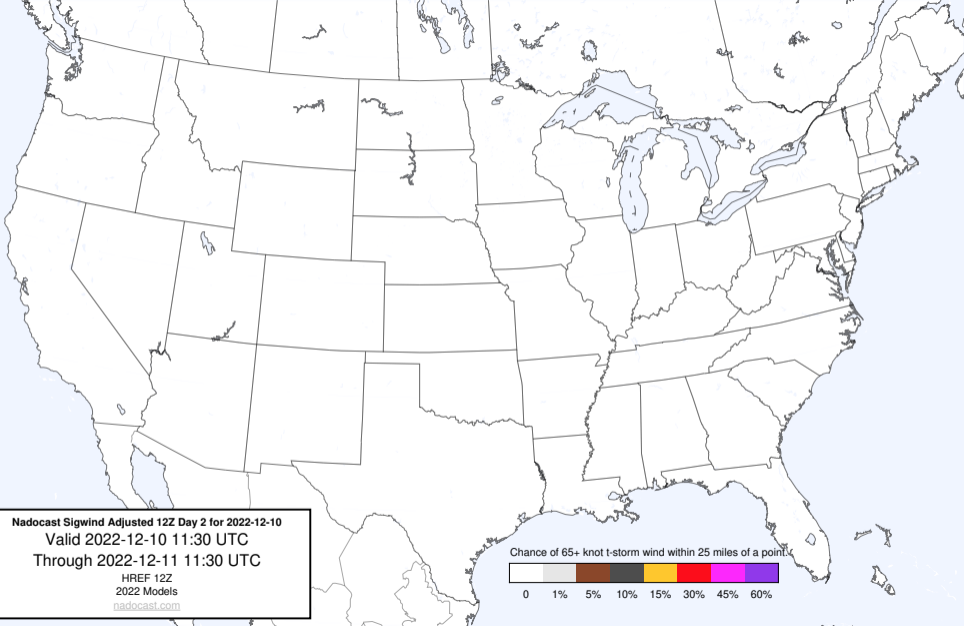 Nadocast Sigwind Adjusted 12Z Day 2 for 2022-12-10
Valid 2022-12-10 11:30 UTC
Through 2022-12-11 11:30 UTC
HREF 12Z
2022 Models
nadocast.com
Chance of 65+ knot t-storm wind within 25 miles of a point.
0 1% 5% 10% 15% 30% 45% 60%